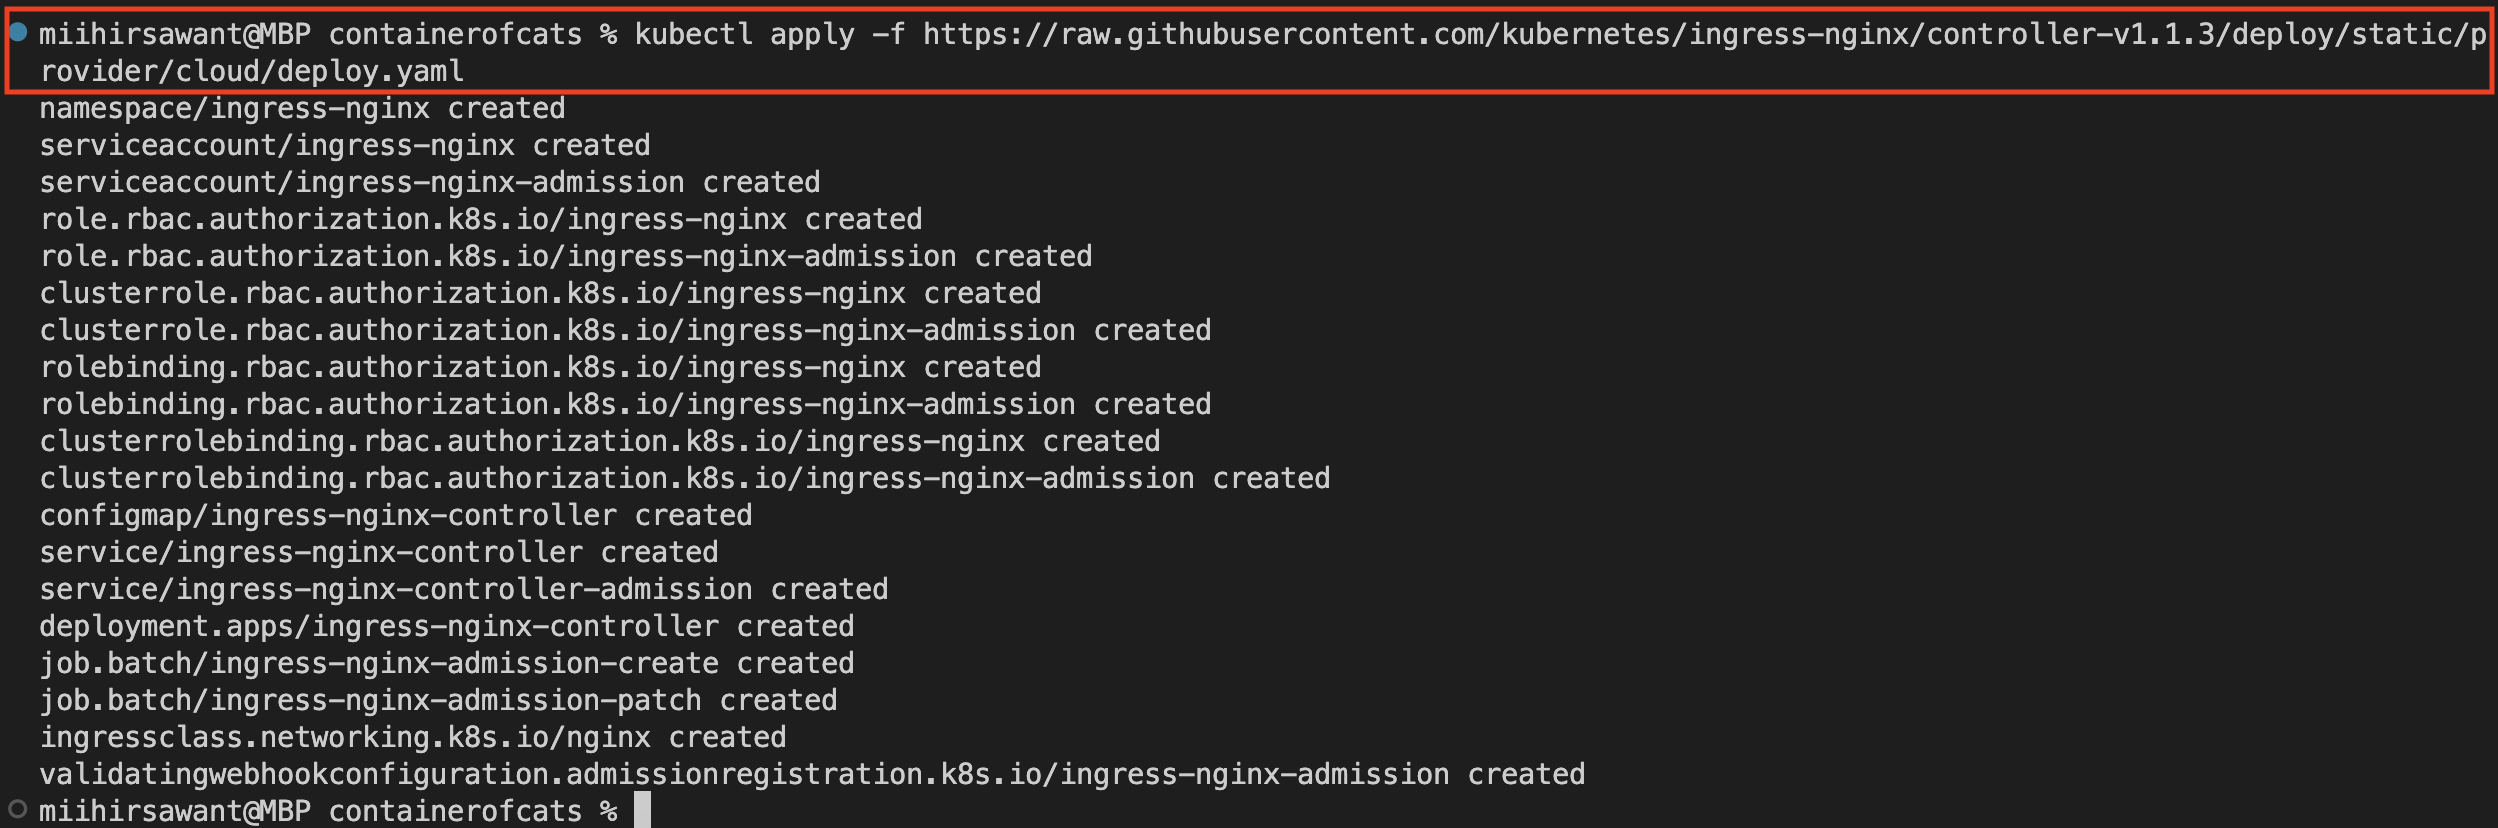 miihirsawant@MBP containerofcats % kubectl apply -f https://raw.githubusercontent.com/kubernetes/ingress-nginx/controller-v1.1.3/deploy/static/p
rovider/cloud/deploy.yaml
namespace/ingress-nginx created
serviceaccount/ingress-nginx created
serviceaccount/ingress-nginx-admission created
role.rbac.authorization.k8s.io/ingress-nginx created
role.rbac.authorization.k8s.io/ingress-nginx-admission created
clusterrole.rbac.authorization.k8s.io/ingress-nginx created
clusterrole.rbac.authorization.k8s.io/ingress-nginx-admission created
rolebinding.rbac.authorization.k8s.io/ingress-nginx created
rolebinding.rbac.authorization.k8s.io/ingress-nginx-admission created
clusterrolebinding.rbac.authorization.k8s.io/ingress-nginx created
clusterrolebinding.rbac.authorization.k8s.io/ingress-nginx-admission created
configmap/ingress-nginx-controller created
service/ingress-nginx-controller created
service/ingress-nginx-controller-admission created
deployment.apps/ingress-nginx-controller created
job.batch/ingress-nginx-admission-create created
job.batch/ingress-nginx-admission-patch created
ingressclass.networking.k8s.io/nginx created
validatingwebhookconfiguration.admissionregistration.k8s.io/ingress-nginx-admission created
miihirsawant@MBP containerofcats %